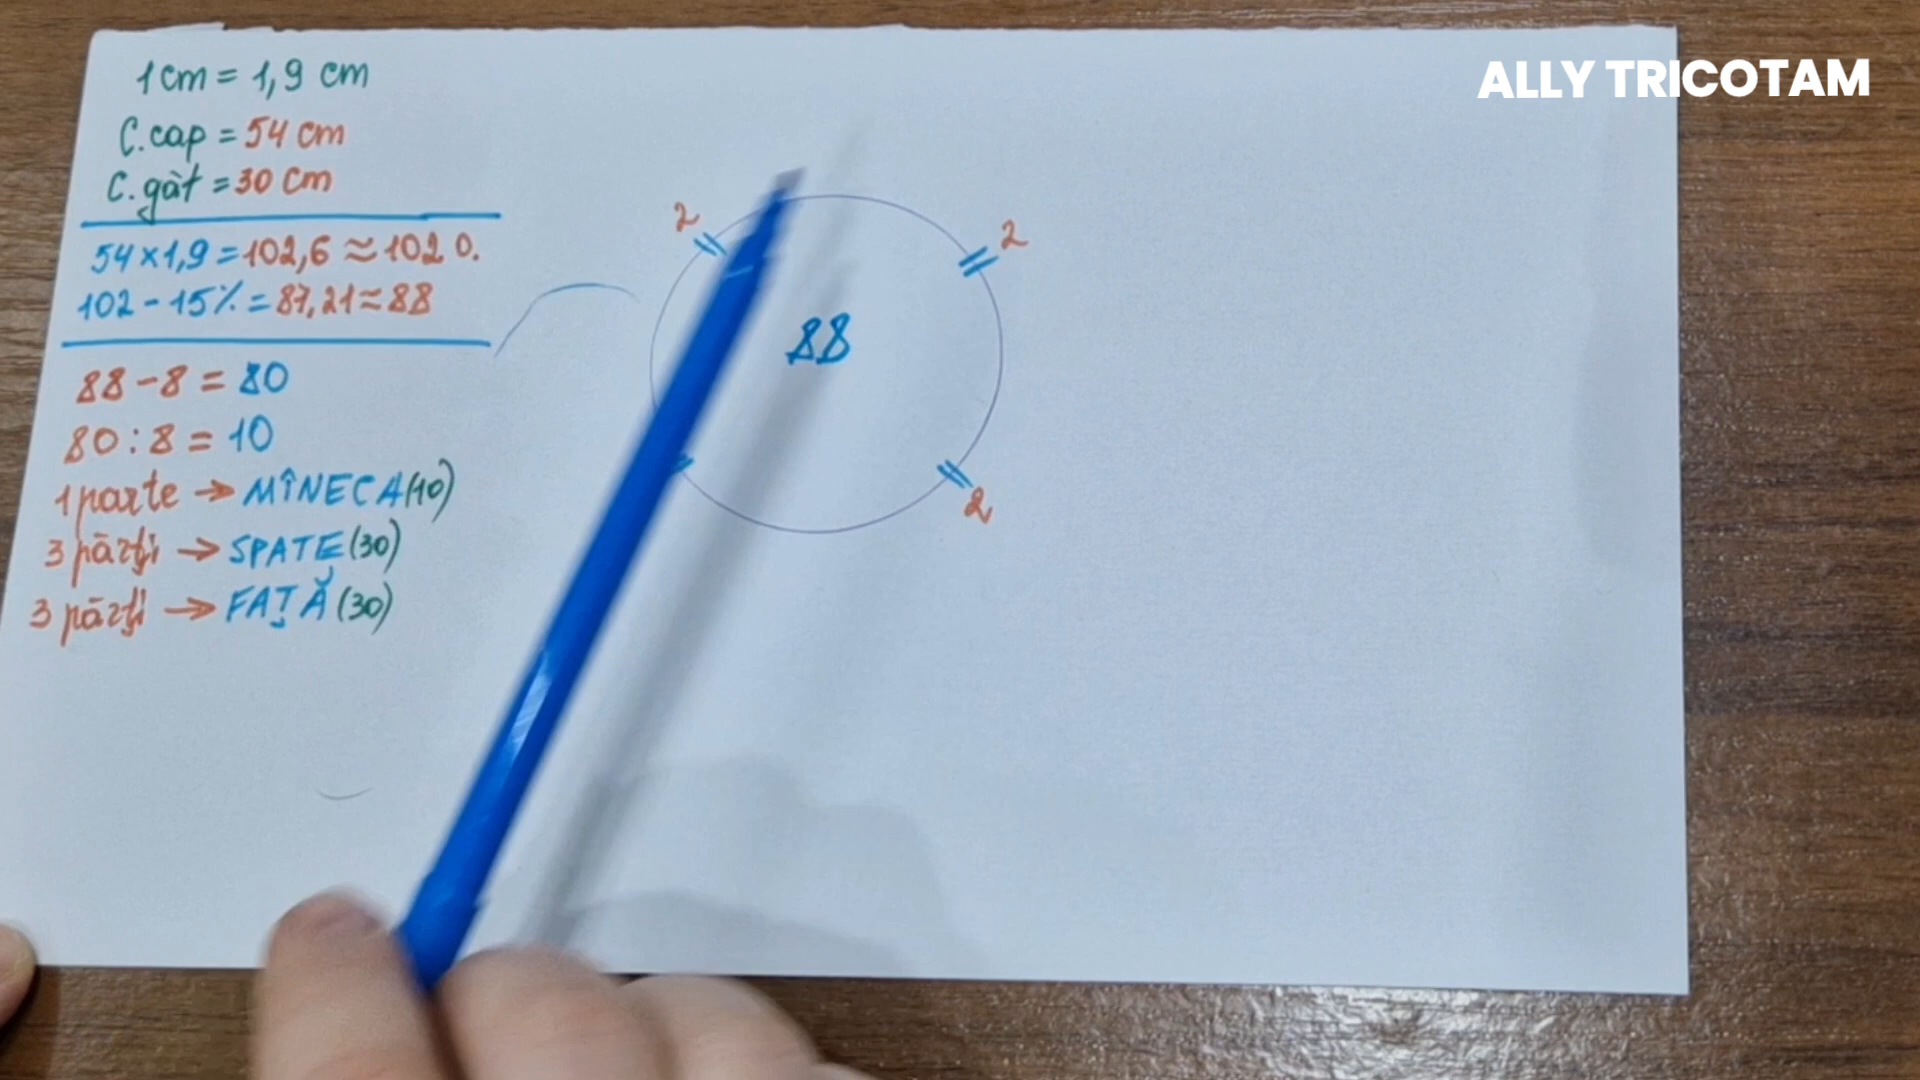 1 cm = 1,9 cm
C. cap = 54 cm
C. gât = 30 cm
54 x 1,9 = 102,6 ≈ 102 O.
102 - 15% = 87,21 ≈ 88
88 - 8 = 80
80 : 8 = 10
1 parte → MÎNECA (10)
3 părți → SPATE (30)
3 părți → FAȚĂ (30)
2
2
88
2
ALLY TRICOTAM